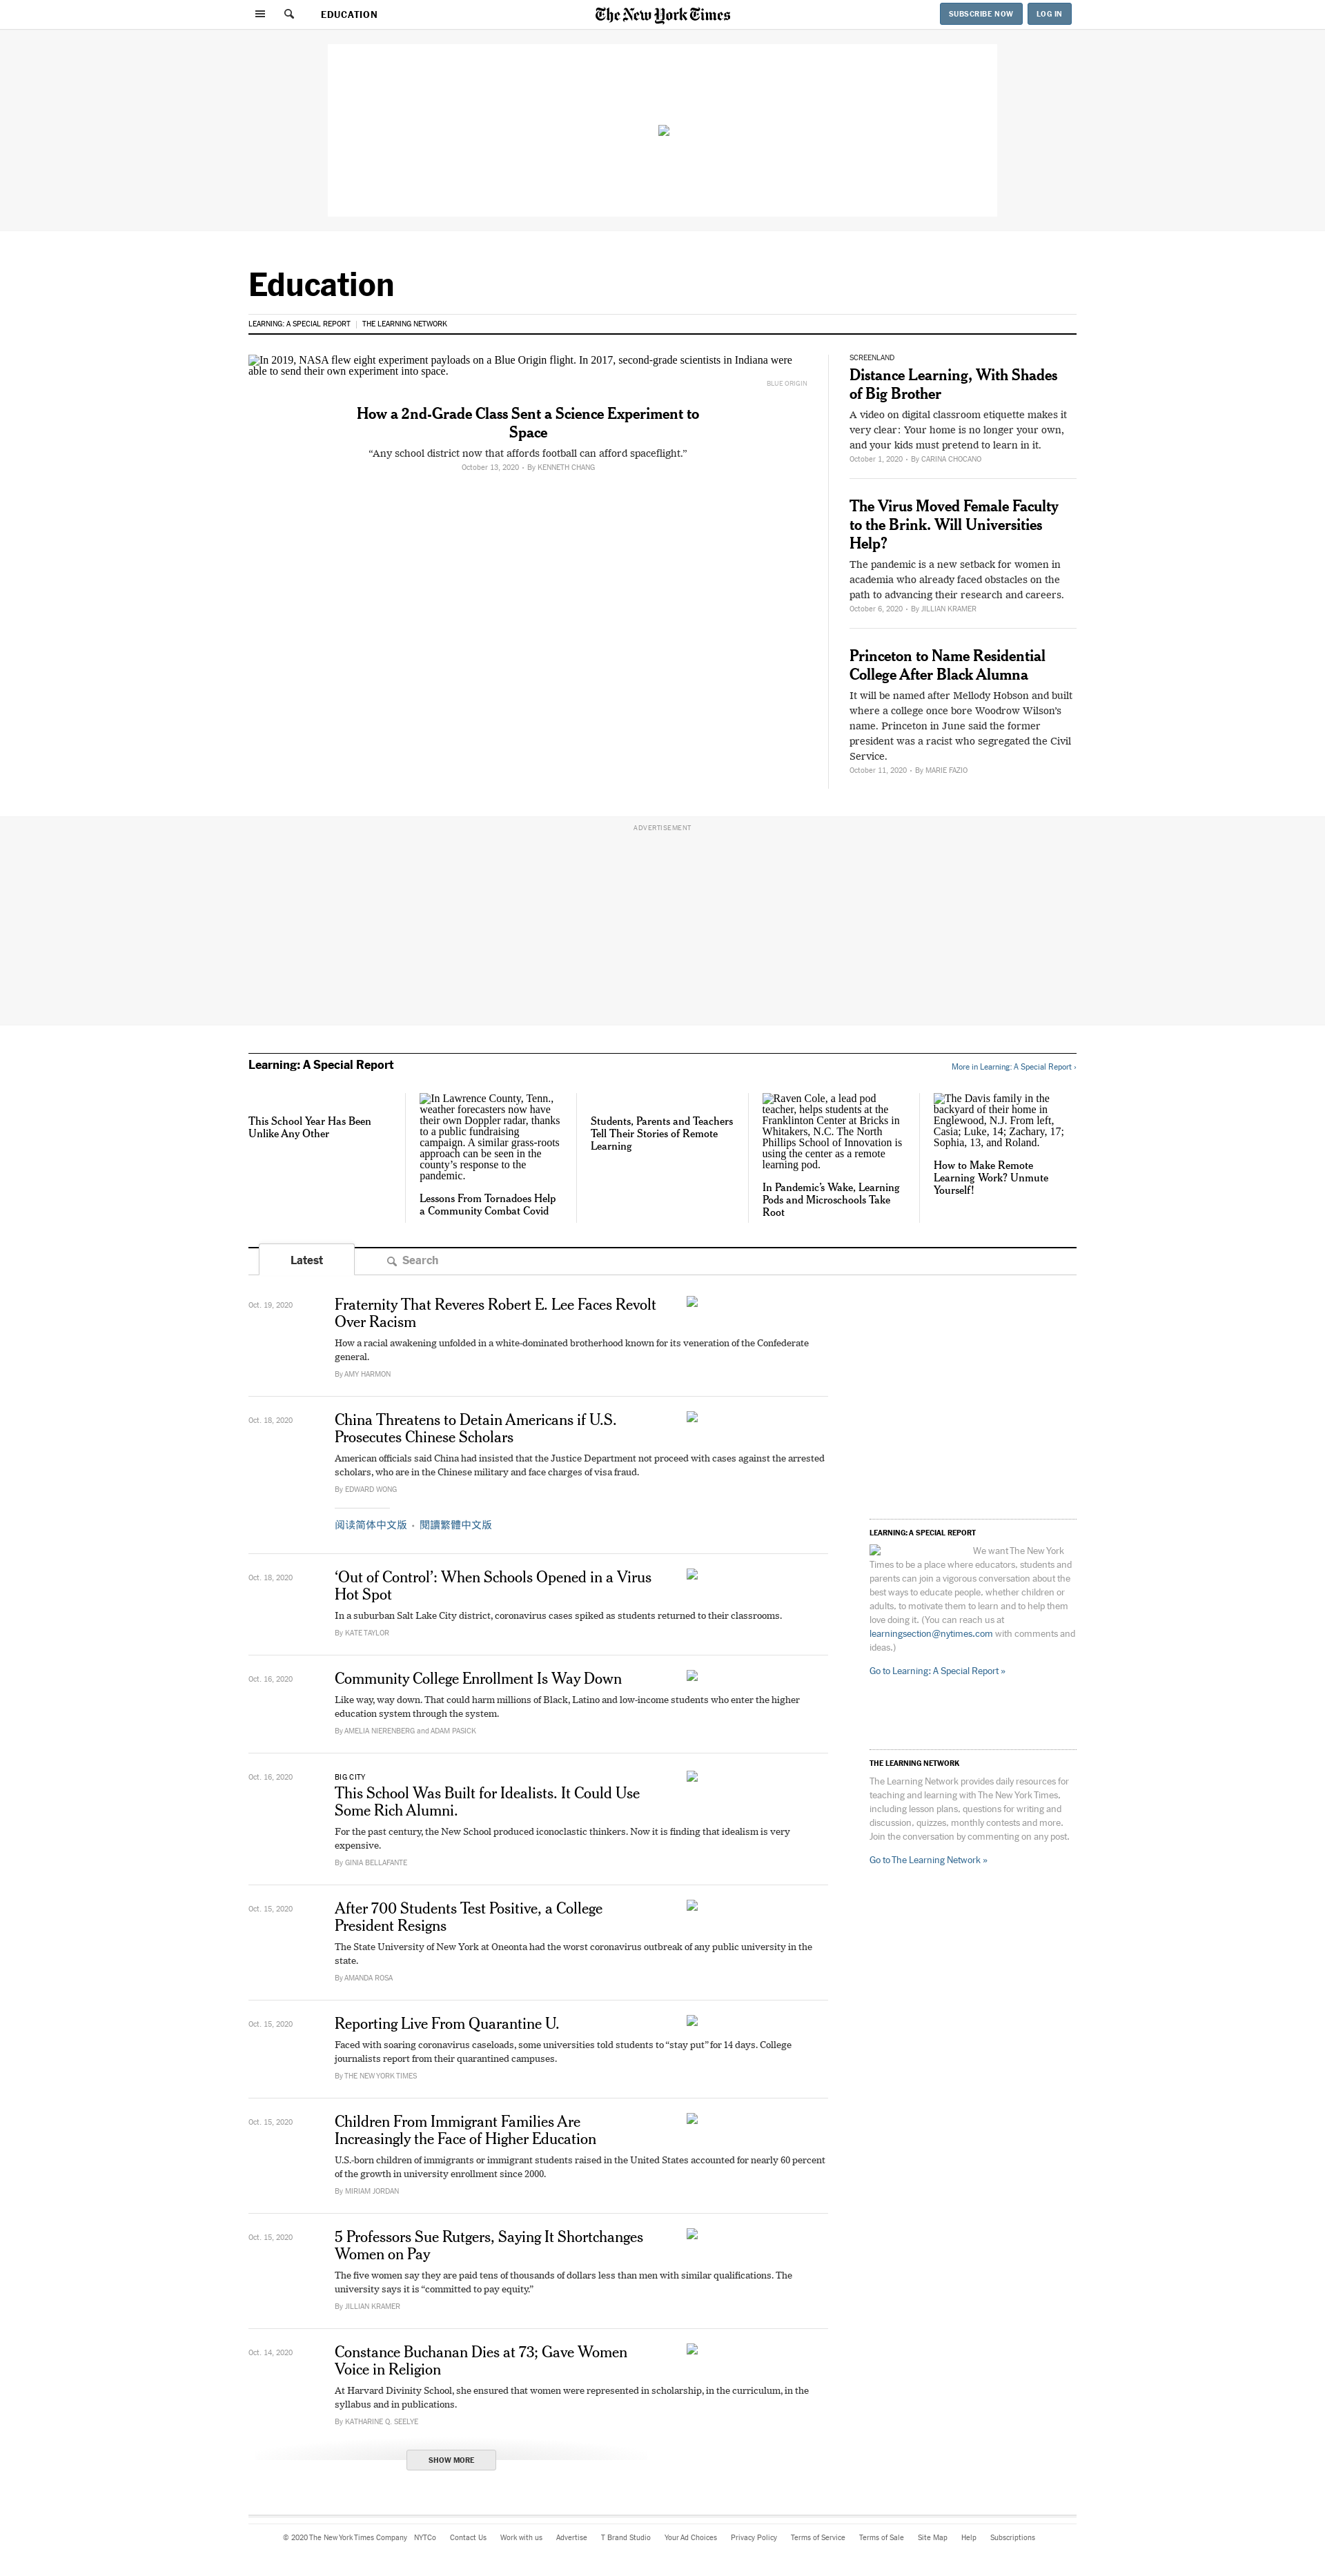 EDUCATION
The New York Times
SUBSCRIBE NOW
LOG IN
Education
LEARNING: A SPECIAL REPORT
THE LEARNING NETWORK
In 2019, NASA flew eight experiment payloads on a Blue Origin flight. In 2017, second-grade scientists in Indiana were
able to send their own experiment into space.
BLUE ORIGIN
How a 2nd-Grade Class Sent a Science Experiment to
Space
“Any school district now that affords football can afford spaceflight.”
October 13, 2020 • By KENNETH CHANG
SCREENLAND
Distance Learning, With Shades
of Big Brother
A video on digital classroom etiquette makes it
very clear: Your home is no longer your own,
and your kids must pretend to learn in it.
October 1, 2020 • By CARINA CHOCANO
The Virus Moved Female Faculty
to the Brink. Will Universities
Help?
The pandemic is a new setback for women in
academia who already faced obstacles on the
path to advancing their research and careers.
October 6, 2020 • By JILLIAN KRAMER
Princeton to Name Residential
College After Black Alumna
It will be named after Mellody Hobson and built
where a college once bore Woodrow Wilson’s
name. Princeton in June said the former
president was a racist who segregated the Civil
Service.
October 11, 2020 • By MARIE FAZIO
ADVERTISEMENT
Learning: A Special Report
More in Learning: A Special Report ›
This School Year Has Been
Unlike Any Other
In Lawrence County, Tenn.,
weather forecasters now have
their own Doppler radar, thanks
to a public fundraising
campaign. A similar grass-roots
approach can be seen in the
county’s response to the
pandemic.
Lessons From Tornadoes Help
a Community Combat Covid
Students, Parents and Teachers
Tell Their Stories of Remote
Learning
Raven Cole, a lead pod
teacher, helps students at the
Franklinton Center at Bricks in
Whitakers, N.C. The North
Phillips School of Innovation is
using the center as a remote
learning pod.
In Pandemic’s Wake, Learning
Pods and Microschools Take
Root
The Davis family in the
backyard of their home in
Englewood, N.J. From left,
Casia; Luke, 14; Zachary, 17;
Sophia, 13, and Roland.
How to Make Remote
Learning Work? Unmute
Yourself!
Latest
Search
Oct. 19, 2020
Fraternity That Reveres Robert E. Lee Faces Revolt
Over Racism
How a racial awakening unfolded in a white-dominated brotherhood known for its veneration of the Confederate
general.
By AMY HARMON
Oct. 18, 2020
China Threatens to Detain Americans if U.S.
Prosecutes Chinese Scholars
American officials said China had insisted that the Justice Department not proceed with cases against the arrested
scholars, who are in the Chinese military and face charges of visa fraud.
By EDWARD WONG
阅读简体中文版 • 閱讀繁體中文版
Oct. 18, 2020
‘Out of Control’: When Schools Opened in a Virus
Hot Spot
In a suburban Salt Lake City district, coronavirus cases spiked as students returned to their classrooms.
By KATE TAYLOR
Oct. 16, 2020
Community College Enrollment Is Way Down
Like way, way down. That could harm millions of Black, Latino and low-income students who enter the higher
education system through the system.
By AMELIA NIERENBERG and ADAM PASICK
Oct. 16, 2020
BIG CITY
This School Was Built for Idealists. It Could Use
Some Rich Alumni.
For the past century, the New School produced iconoclastic thinkers. Now it is finding that idealism is very
expensive.
By GINIA BELLAFANTE
Oct. 15, 2020
After 700 Students Test Positive, a College
President Resigns
The State University of New York at Oneonta had the worst coronavirus outbreak of any public university in the
state.
By AMANDA ROSA
Oct. 15, 2020
Reporting Live From Quarantine U.
Faced with soaring coronavirus caseloads, some universities told students to “stay put” for 14 days. College
journalists report from their quarantined campuses.
By THE NEW YORK TIMES
Oct. 15, 2020
Children From Immigrant Families Are
Increasingly the Face of Higher Education
U.S.-born children of immigrants or immigrant students raised in the United States accounted for nearly 60 percent
of the growth in university enrollment since 2000.
By MIRIAM JORDAN
Oct. 15, 2020
5 Professors Sue Rutgers, Saying It Shortchanges
Women on Pay
The five women say they are paid tens of thousands of dollars less than men with similar qualifications. The
university says it is “committed to pay equity.”
By JILLIAN KRAMER
Oct. 14, 2020
Constance Buchanan Dies at 73; Gave Women
Voice in Religion
At Harvard Divinity School, she ensured that women were represented in scholarship, in the curriculum, in the
syllabus and in publications.
By KATHARINE Q. SEELYE
SHOW MORE
LEARNING: A SPECIAL REPORT
We want The New York
Times to be a place where educators, students and
parents can join a vigorous conversation about the
best ways to educate people, whether children or
adults, to motivate them to learn and to help them
love doing it. (You can reach us at
learningsection@nytimes.com with comments and
ideas.)
Go to Learning: A Special Report »
THE LEARNING NETWORK
The Learning Network provides daily resources for
teaching and learning with The New York Times,
including lesson plans, questions for writing and
discussion, quizzes, monthly contests and more.
Join the conversation by commenting on any post.
Go to The Learning Network »
© 2020 The New York Times Company NYTCo Contact Us Work with us Advertise T Brand Studio Your Ad Choices Privacy Policy Terms of Service Terms of Sale Site Map Help Subscriptions